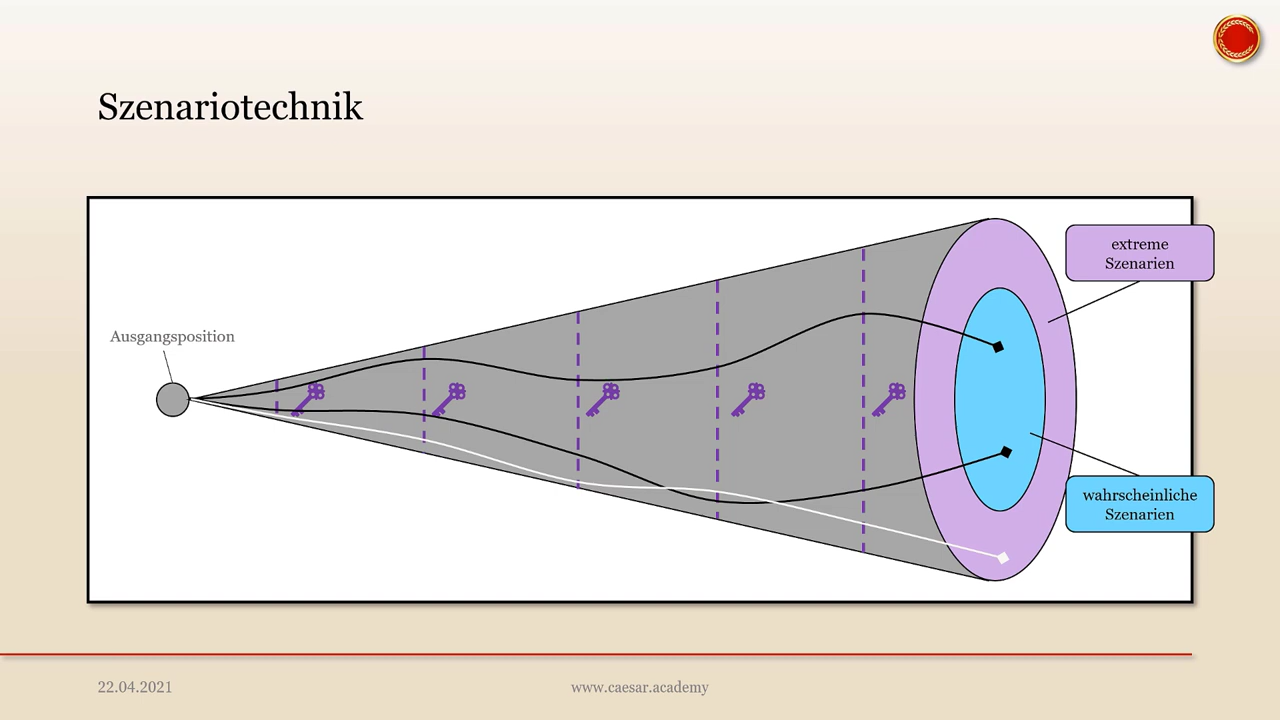 Szenariotechnik
extreme
Szenarien
Ausgangsposition
wahrscheinliche
Szenarien
22.04.2021
www.caesar.academy